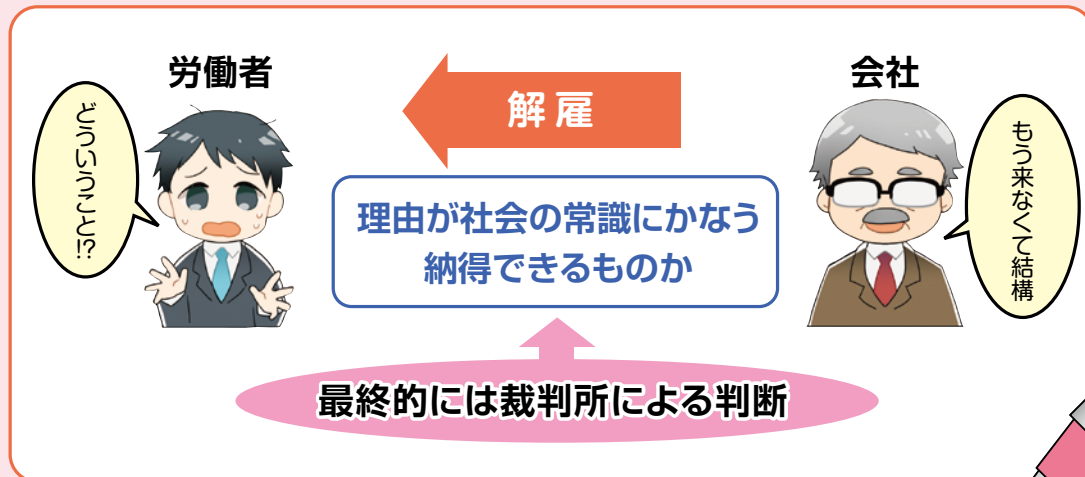 労働者
会社
どういうこと!?
解雇
もう来なくて結構
理由が社会の常識にかなう
納得できるものか
最終的には裁判所による判断